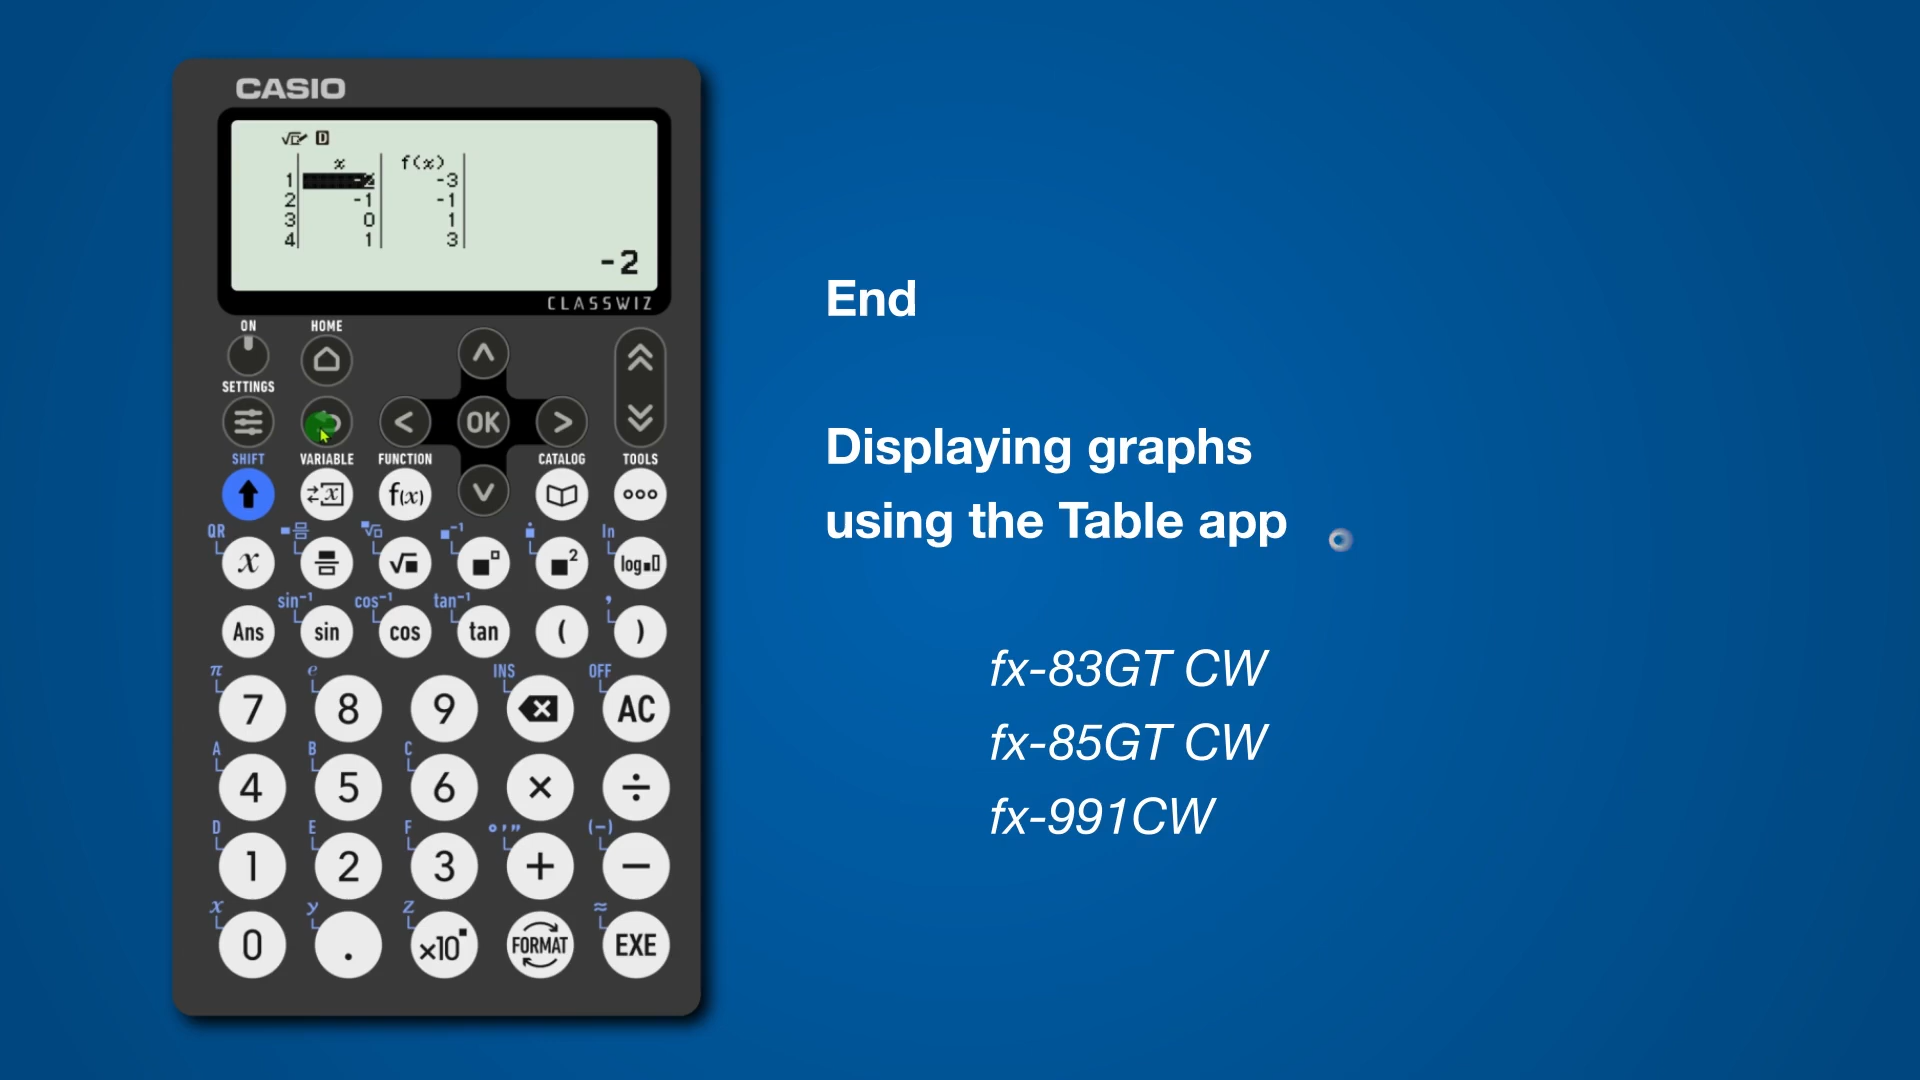 CASIO
√□ D
x f(x)
1 -2 -3
2 -1 -1
3 0 1
4 1 3
-2
CLASSWIZ
ON HOME
SETTINGS
OK
SHIFT VARIABLE FUNCTION CATALOG TOOLS
x f(x)
QR √□ ■⁻¹ ln
x √■ ■□ ■² log■□
sin⁻¹ cos⁻¹ tan⁻¹ ,
Ans sin cos tan ( )
π e INS OFF
7 8 9 AC
A B C
4 5 6 × ÷
D E F °′″ (−)
1 2 3 + −
x y z ≈
0 . ×10■ FORMAT EXE
End
Displaying graphs
using the Table app
fx-83GT CW
fx-85GT CW
fx-991CW